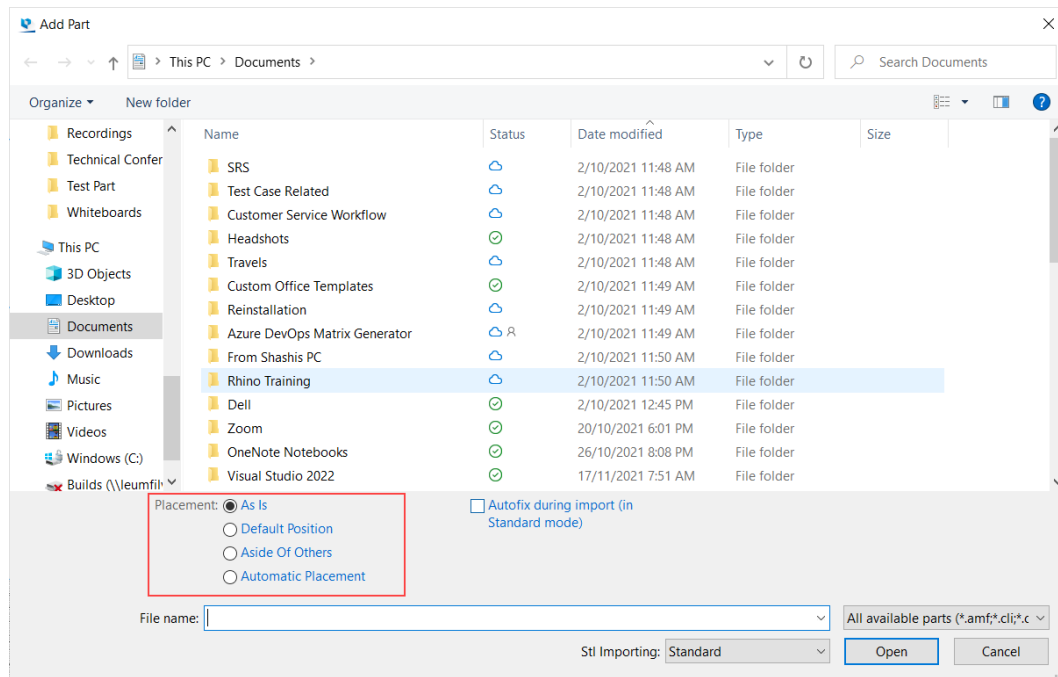 Add Part
This PC > Documents >
Search Documents
Organize
New folder
Recordings
Technical Confer
Test Part
Whiteboards
This PC
3D Objects
Desktop
Documents
Downloads
Music
Pictures
Videos
Windows (C:)
Builds (\\leumfil
Name Status Date modified Type Size
SRS 2/10/2021 11:48 AM File folder
Test Case Related 2/10/2021 11:48 AM File folder
Customer Service Workflow 2/10/2021 11:48 AM File folder
Headshots 2/10/2021 11:48 AM File folder
Travels 2/10/2021 11:48 AM File folder
Custom Office Templates 2/10/2021 11:49 AM File folder
Reinstallation 2/10/2021 11:49 AM File folder
Azure DevOps Matrix Generator 2/10/2021 11:49 AM File folder
From Shashis PC 2/10/2021 11:50 AM File folder
Rhino Training 2/10/2021 11:50 AM File folder
Dell 2/10/2021 12:45 PM File folder
Zoom 20/10/2021 6:01 PM File folder
OneNote Notebooks 26/10/2021 8:08 PM File folder
Visual Studio 2022 17/11/2021 7:51 AM File folder
Placement: As Is
Default Position
Aside Of Others
Automatic Placement
Autofix during import (in
Standard mode)
File name:
All available parts (*.amf;*.cli;*.c
Stl Importing: Standard
Open
Cancel